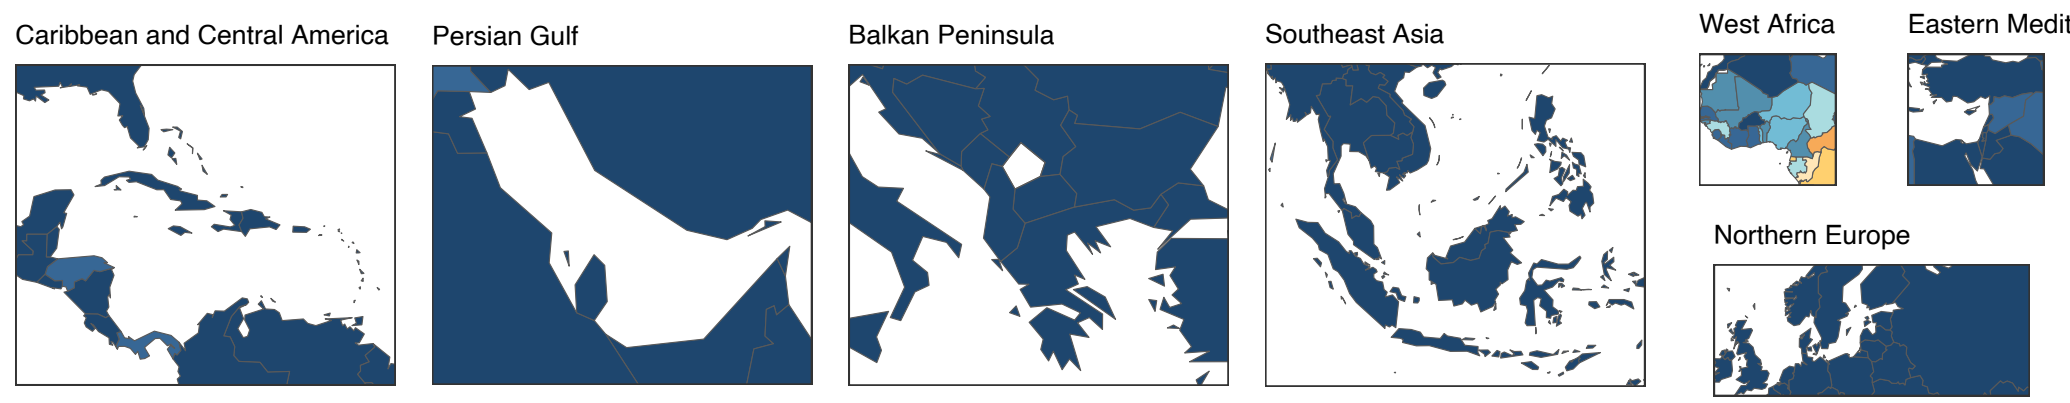 Caribbean and Central America
Persian Gulf
Balkan Peninsula
Southeast Asia
West Africa
Eastern Medit
Northern Europe